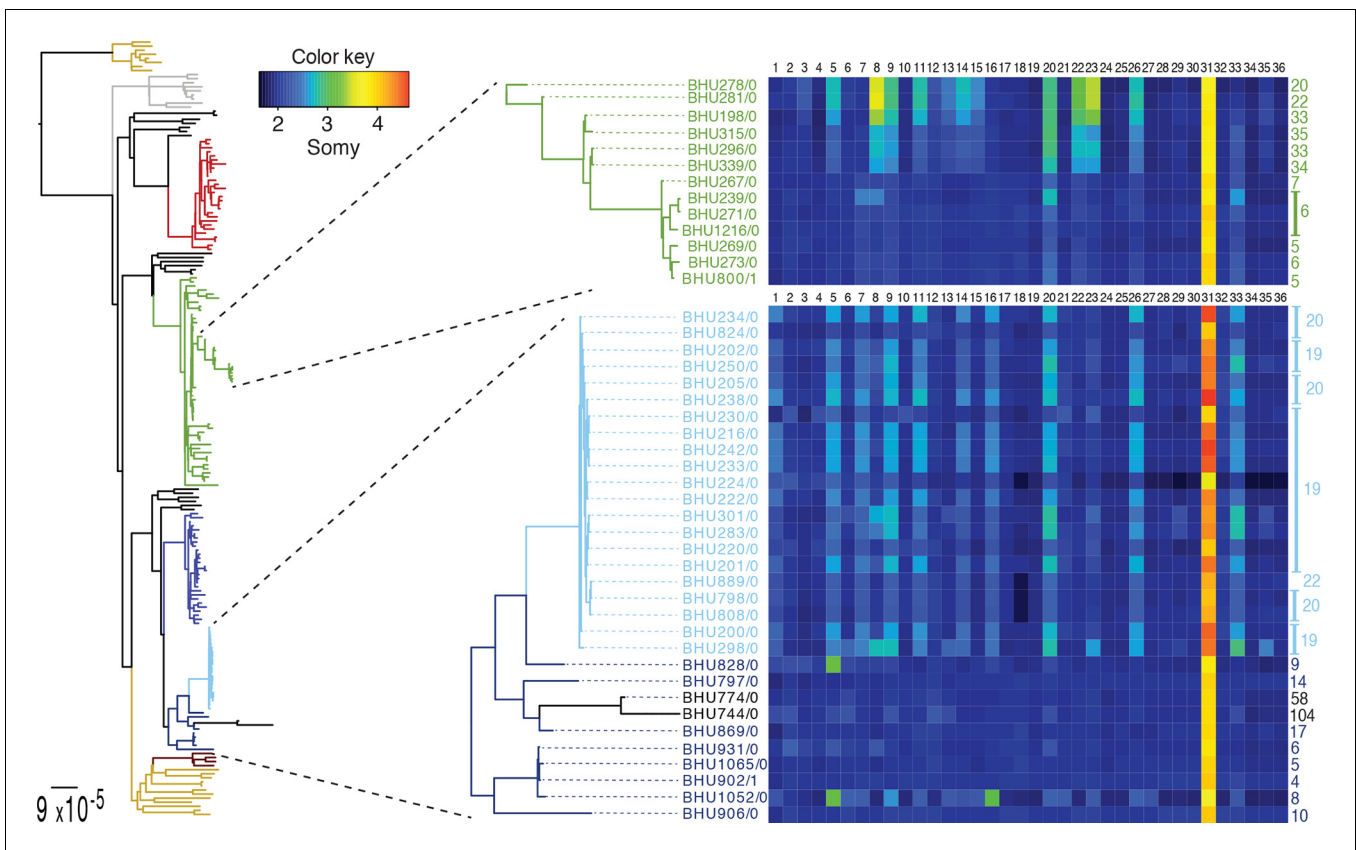 Color key
2 3 4
Somy
1 2 3 4 5 6 7 8 9 10 11 12 13 14 15 16 17 18 19 20 21 22 23 24 25 26 27 28 29 30 31 32 33 34 35 36
BHU278/0 20
BHU281/0 22
BHU198/0 33
BHU315/0 35
BHU296/0 33
BHU339/0 34
BHU267/0 7
BHU239/0
BHU271/0 6
BHU1216/0
BHU269/0 5
BHU273/0 6
BHU800/1 5
1 2 3 4 5 6 7 8 9 10 11 12 13 14 15 16 17 18 19 20 21 22 23 24 25 26 27 28 29 30 31 32 33 34 35 36
BHU234/0 20
BHU824/0
BHU202/0 19
BHU250/0
BHU205/0 20
BHU238/0
BHU230/0
BHU216/0
BHU242/0
BHU233/0
BHU224/0 19
BHU222/0
BHU301/0
BHU283/0
BHU220/0
BHU201/0
BHU889/0 22
BHU798/0 20
BHU808/0
BHU200/0 19
BHU298/0
BHU828/0 9
BHU797/0 14
BHU774/0 58
BHU744/0 104
BHU869/0 17
BHU931/0 6
BHU1065/0 5
BHU902/1 4
BHU1052/0 8
BHU906/0 10
9 x10-5